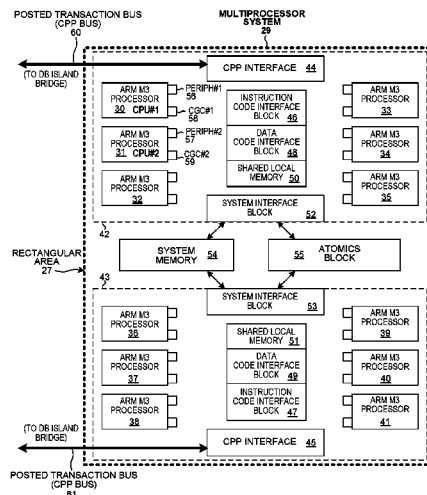 POSTED TRANSACTION BUS
(CPP BUS)
60
MULTIPROCESSOR
SYSTEM
29
(TO DB ISLAND
BRIDGE)
CPP INTERFACE 44
ARM M3
PROCESSOR
30 CPU#1
PERIPH#1
56
CGC#1
58
INSTRUCTION
CODE INTERFACE
BLOCK 46
ARM M3
PROCESSOR
33
ARM M3
PROCESSOR
31 CPU#2
PERIPH#2
57
CGC#2
59
DATA
CODE INTERFACE
BLOCK 48
ARM M3
PROCESSOR
34
ARM M3
PROCESSOR
32
SHARED LOCAL
MEMORY 50
ARM M3
PROCESSOR
35
SYSTEM INTERFACE
BLOCK 52
42
RECTANGULAR
AREA
27
SYSTEM
MEMORY 54
ATOMICS
BLOCK 55
43
SYSTEM INTERFACE
BLOCK 53
ARM M3
PROCESSOR
36
SHARED LOCAL
MEMORY 51
ARM M3
PROCESSOR
39
ARM M3
PROCESSOR
37
DATA
CODE INTERFACE
BLOCK 49
ARM M3
PROCESSOR
40
ARM M3
PROCESSOR
38
INSTRUCTION
CODE INTERFACE
BLOCK 47
ARM M3
PROCESSOR
41
(TO DB ISLAND
BRIDGE)
CPP INTERFACE 45
POSTED TRANSACTION BUS
(CPP BUS)
61